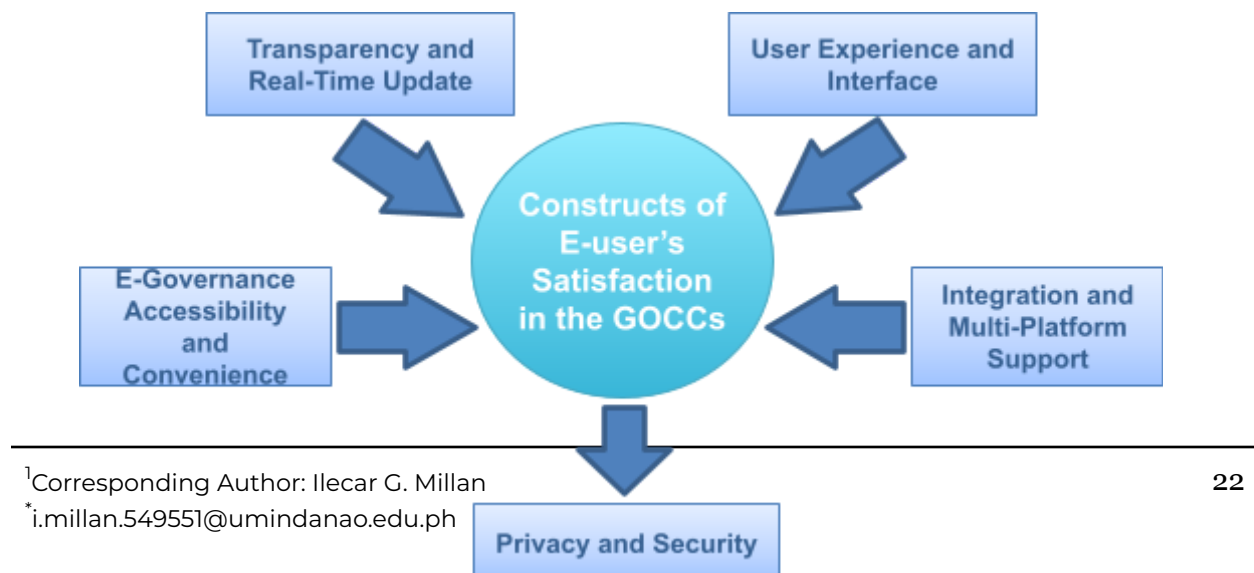 Transparency and
Real-Time Update
User Experience and
Interface
Constructs of
E-user's
Satisfaction
in the GOCCs
E-Governance
Accessibility
and
Convenience
Integration and
Multi-Platform
Support
1Corresponding Author: Ilecar G. Millan
22
*i.millan.549551@umindanao.edu.ph
Privacy and Security